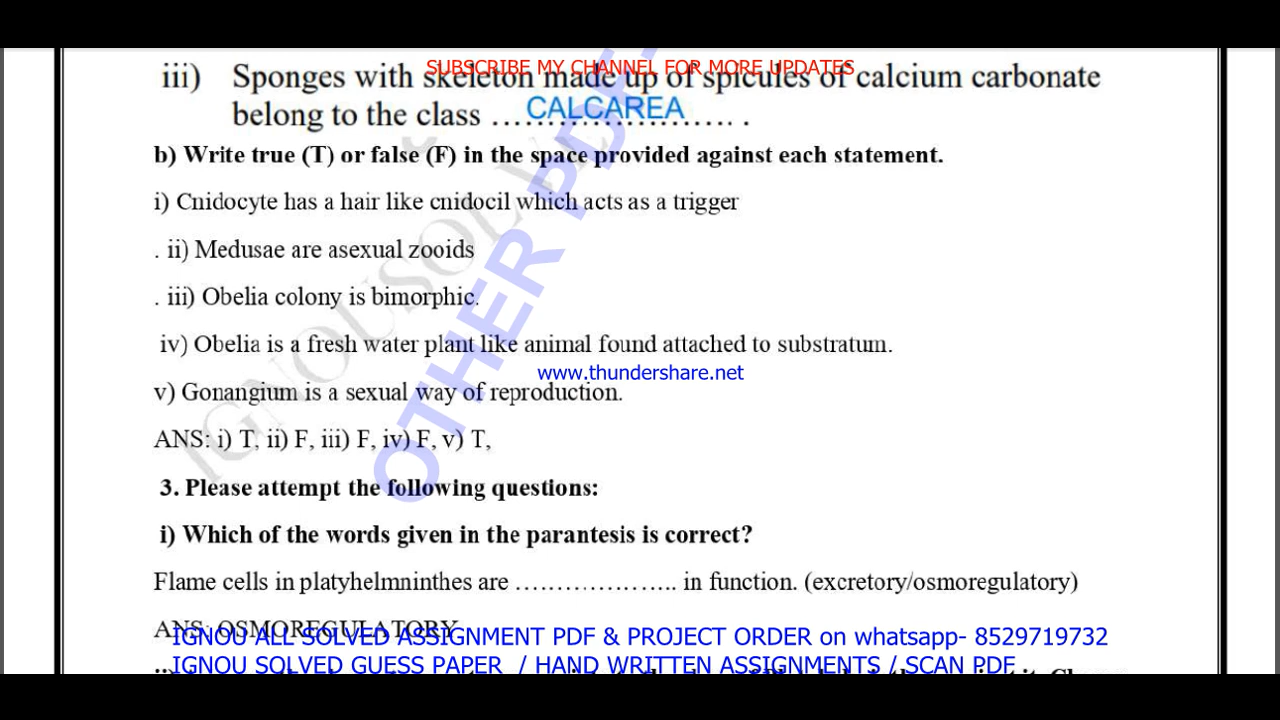 SUBSCRIBE MY CHANNEL FOR MORE UPDATES
iii) Sponges with skeleton made up of spicules of calcium carbonate
belong to the class ........................ .
CALCAREA
b) Write true (T) or false (F) in the space provided against each statement.
i) Cnidocyte has a hair like cnidocil which acts as a trigger
. ii) Medusae are asexual zooids
. iii) Obelia colony is bimorphic.
iv) Obelia is a fresh water plant like animal found attached to substratum.
www.thundershare.net
v) Gonangium is a sexual way of reproduction.
ANS: i) T, ii) F, iii) F, iv) F, v) T,
3. Please attempt the following questions:
i) Which of the words given in the parantesis is correct?
Flame cells in platyhelmninthes are ………………….. in function. (excretory/osmoregulatory)
ANS: OSMOREGULATORY
IGNOU ALL SOLVED ASSIGNMENT PDF & PROJECT ORDER on whatsapp- 8529719732
IGNOU SOLVED GUESS PAPER / HAND WRITTEN ASSIGNMENTS / SCAN PDF
OTHER PDF